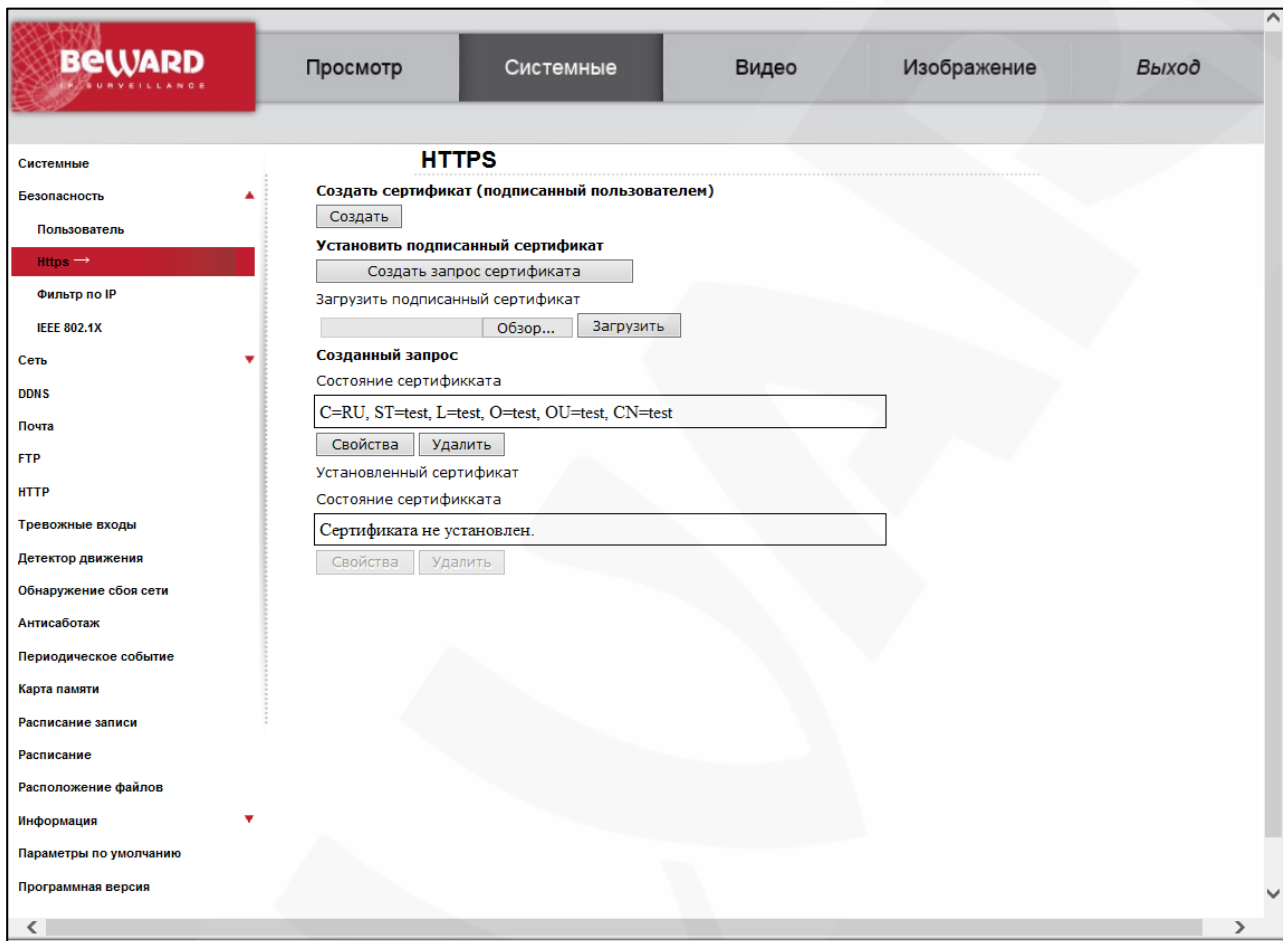 BEWARD
IP SURVEILLANCE
Просмотр
Системные
Видео
Изображение
Выход
Системные
Безопасность
Пользователь
Https →
Фильтр по IP
IEEE 802.1X
Сеть
DDNS
Почта
FTP
HTTP
Тревожные входы
Детектор движения
Обнаружение сбоя сети
Антисаботаж
Периодическое событие
Карта памяти
Расписание записи
Расписание
Расположение файлов
Информация
Параметры по умолчанию
Программная версия
HTTPS
Создать сертификат (подписанный пользователем)
Создать
Установить подписанный сертификат
Создать запрос сертификата
Загрузить подписанный сертификат
Обзор... Загрузить
Созданный запрос
Состояние сертификката
C=RU, ST=test, L=test, O=test, OU=test, CN=test
Свойства Удалить
Установленный сертификат
Состояние сертификката
Сертификата не установлен.
Свойства Удалить